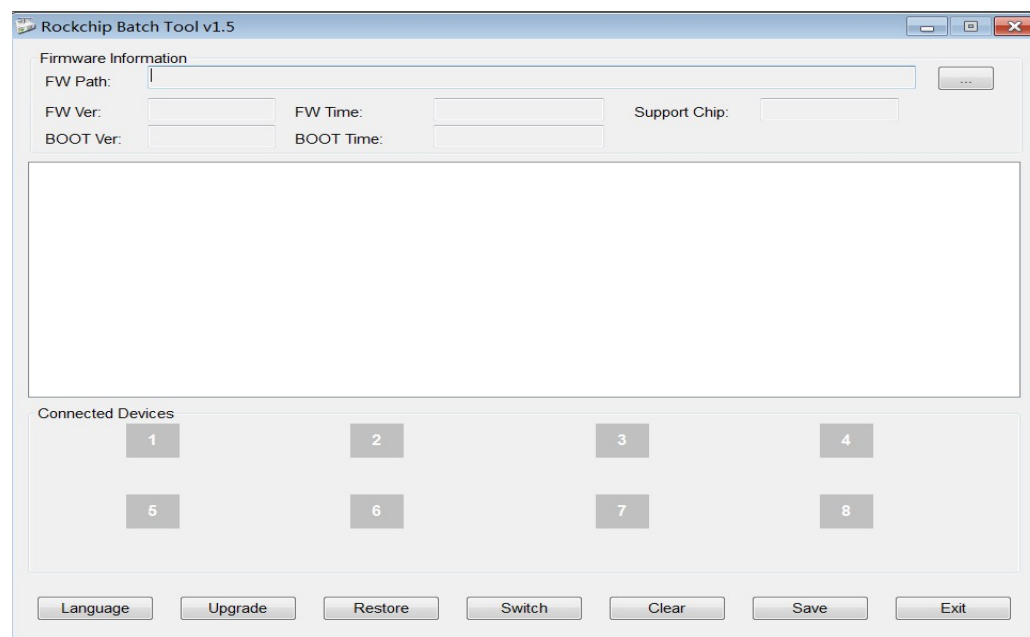 Rockchip Batch Tool v1.5
Firmware Information
FW Path:
...
FW Ver: FW Time: Support Chip:
BOOT Ver: BOOT Time:
Connected Devices
1 2 3 4
5 6 7 8
Language Upgrade Restore Switch Clear Save Exit